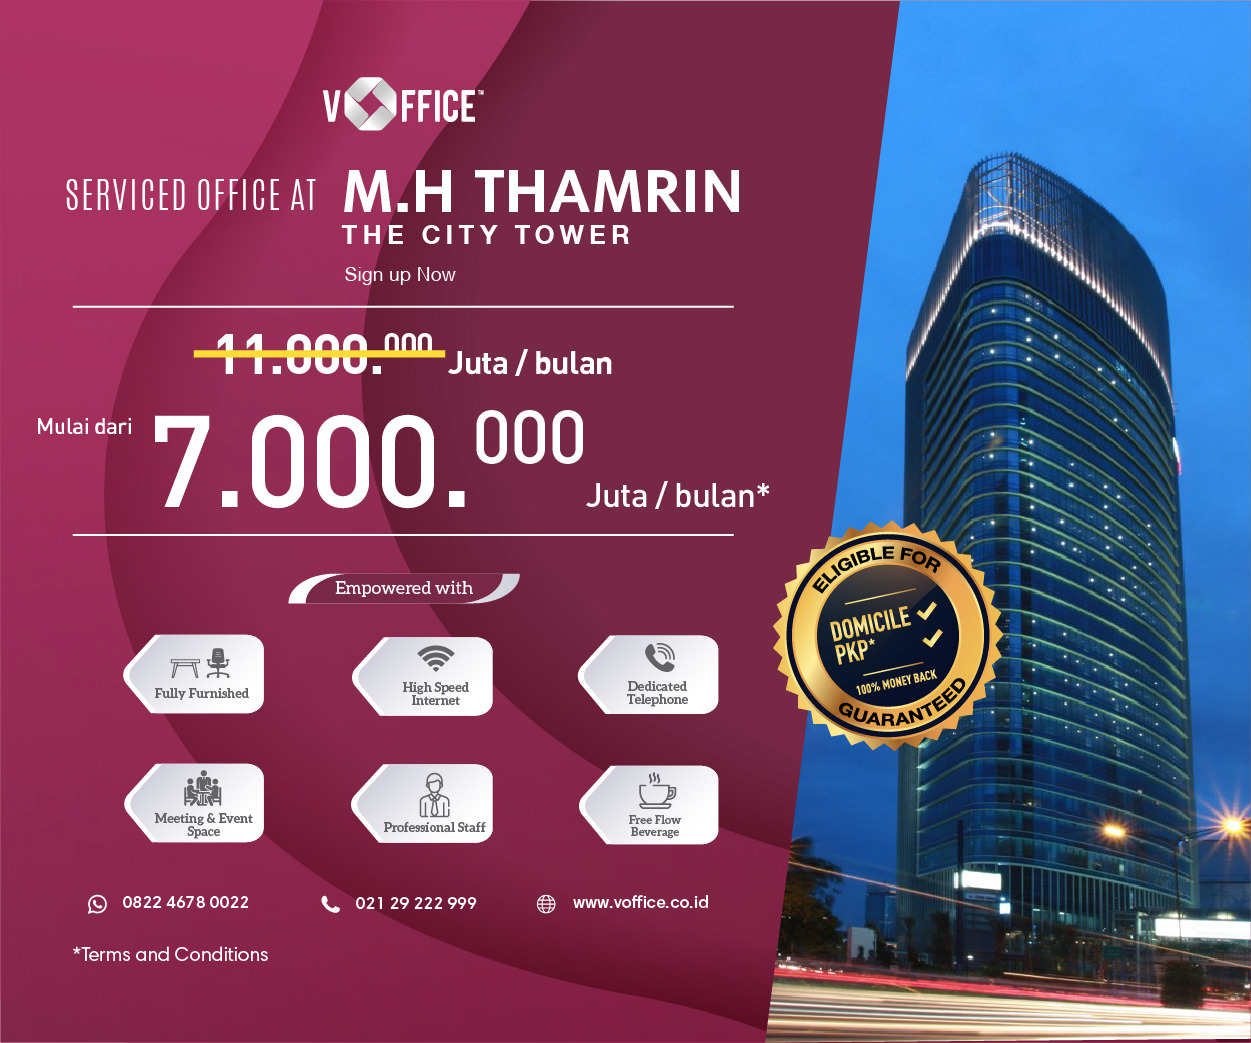 VOFFICE™
SERVICED OFFICE AT M.H THAMRIN
THE CITY TOWER
Sign up Now
11.000.000 Juta / bulan
Mulai dari 7.000.000 Juta / bulan*
Empowered with
Fully Furnished
High Speed
Internet
Dedicated
Telephone
Meeting & Event
Space
Professional Staff
Free Flow
Beverage
ELIGIBLE FOR
DOMICILE
PKP*
100% MONEY BACK
GUARANTEED
0822 4678 0022
021 29 222 999
www.voffice.co.id
*Terms and Conditions